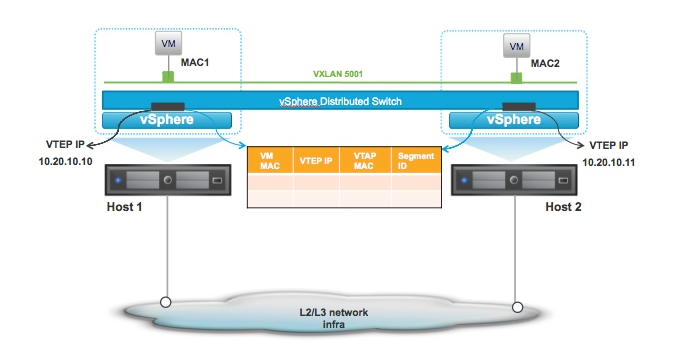 VM
VM
MAC1
MAC2
VXLAN 5001
vSphere Distributed Switch
vSphere
vSphere
VTEP IP
10.20.10.10
VTEP IP
10.20.10.11
VM MAC
VTEP IP
VTAP MAC
Segment ID
Host 1
Host 2
L2/L3 network
infra